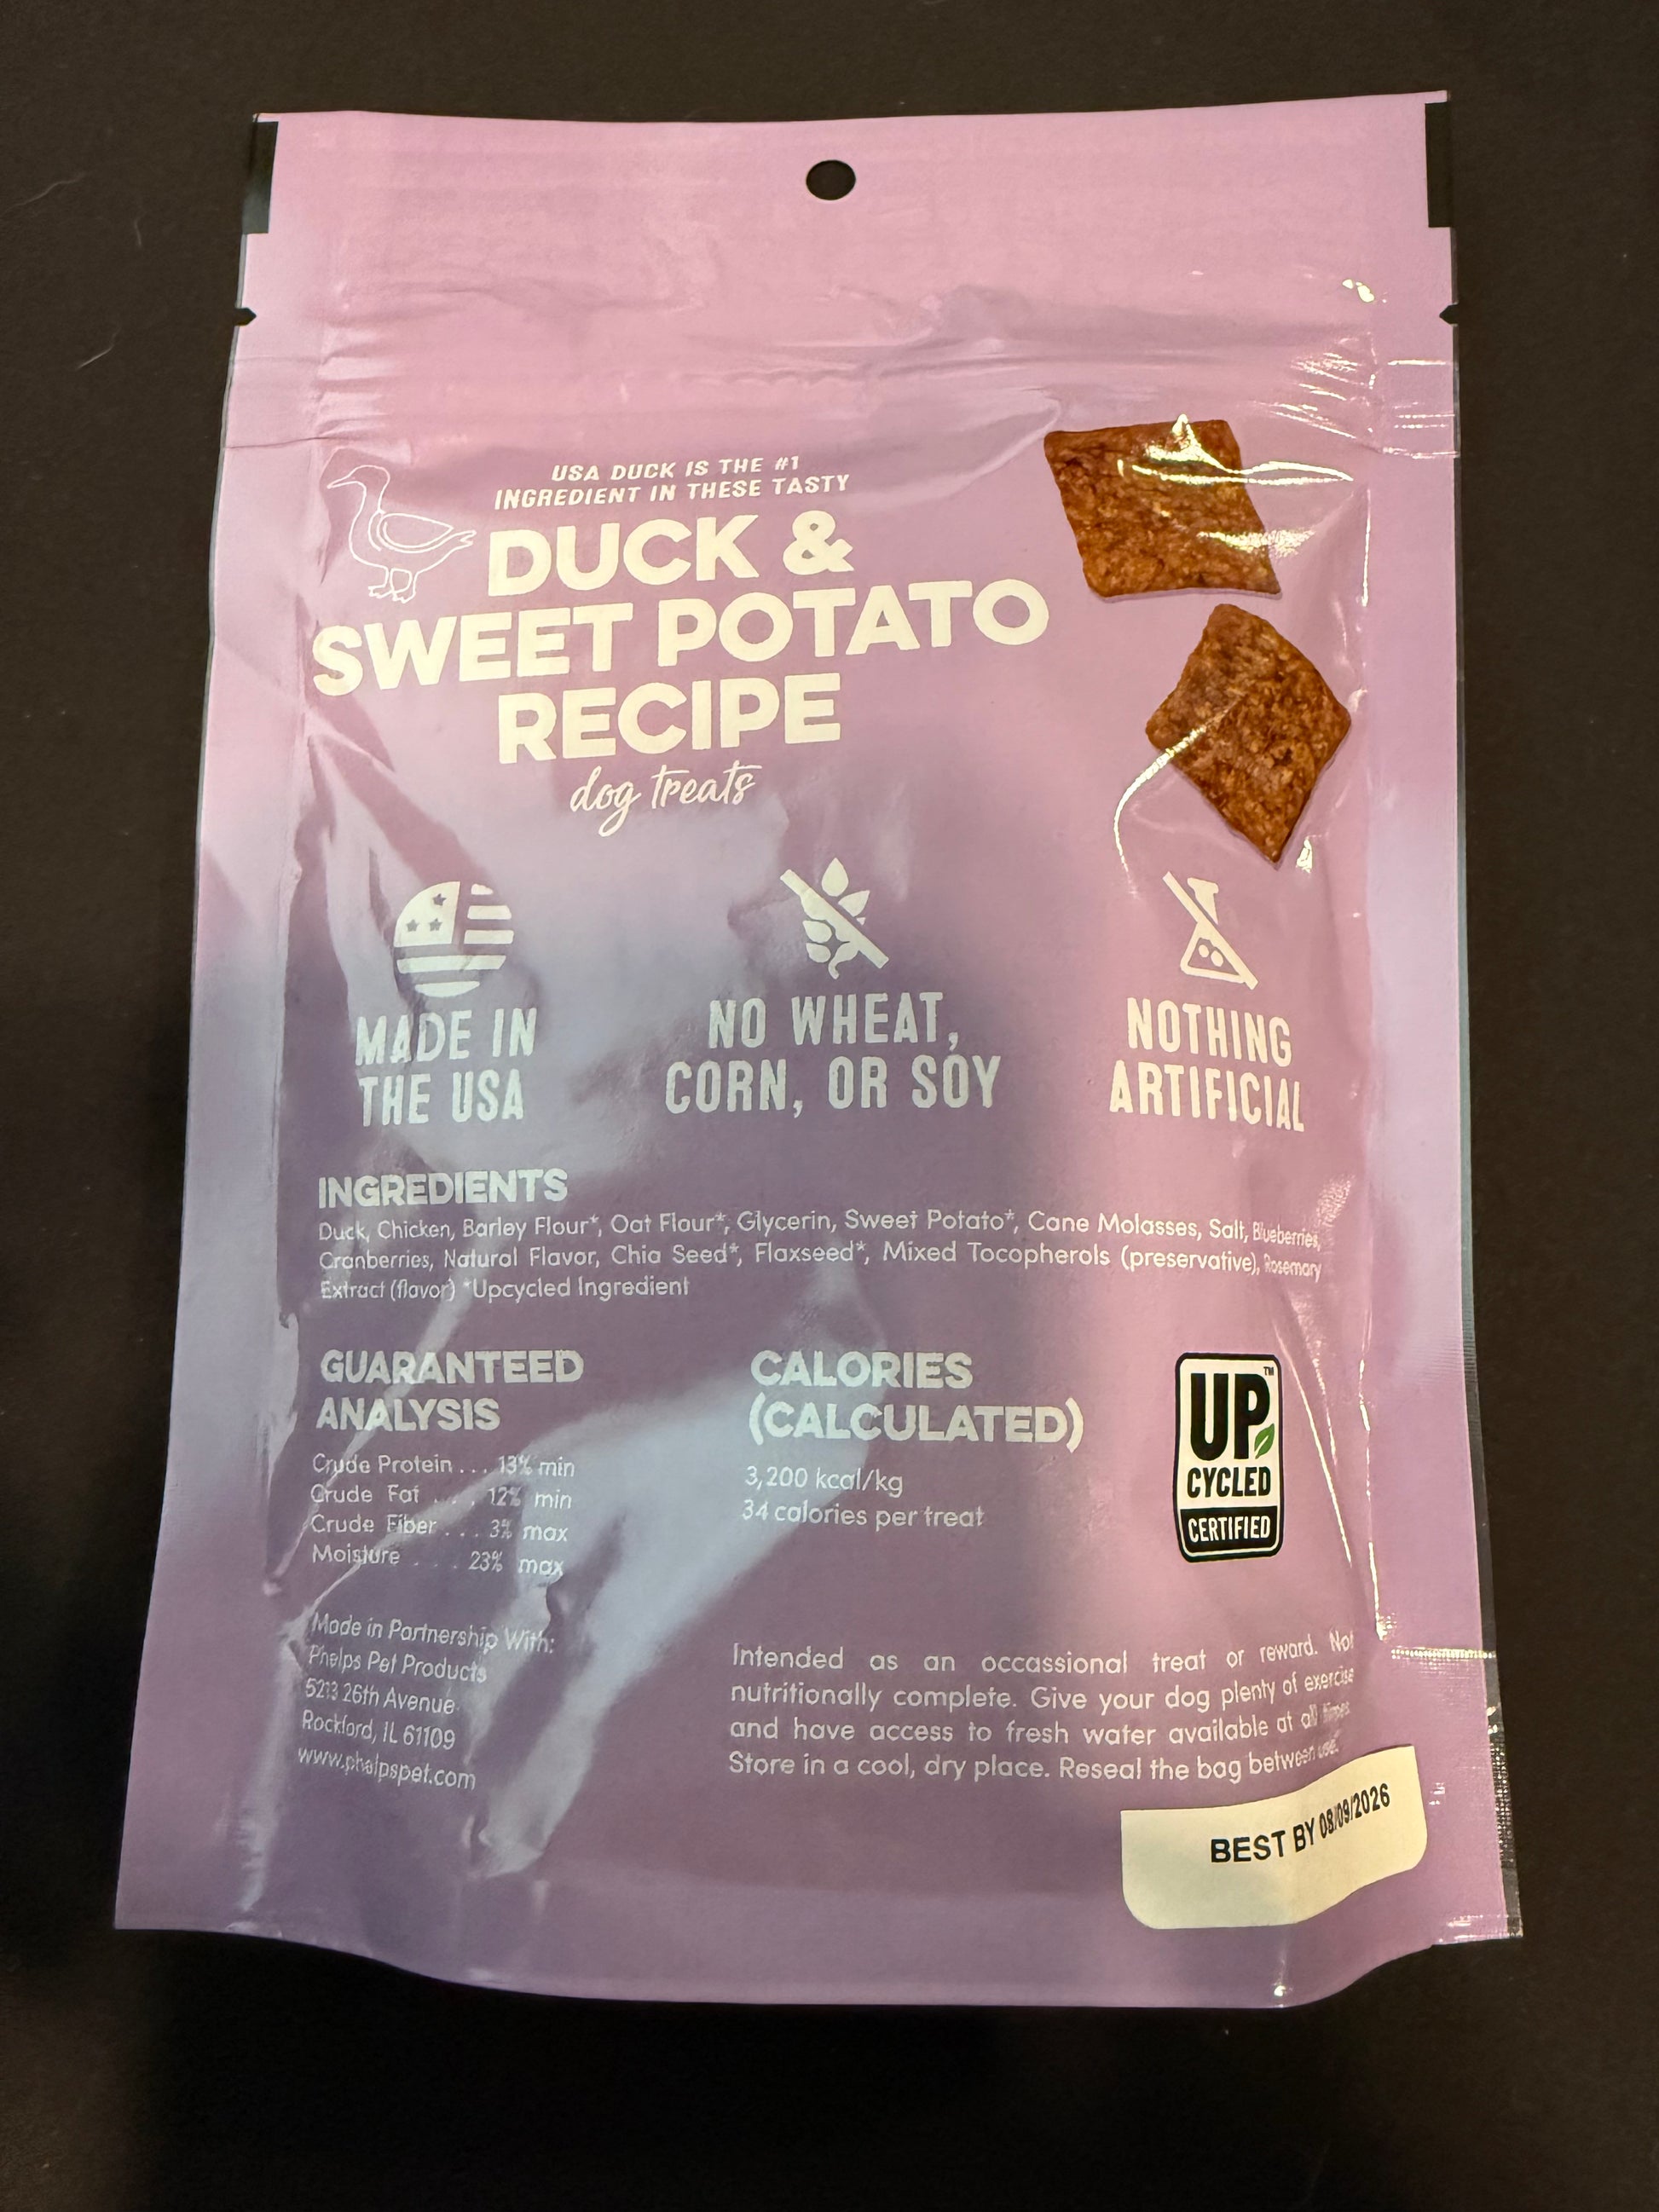 USA DUCK IS THE #1
INGREDIENT IN THESE TASTY
DUCK &
SWEET POTATO
RECIPE
dog treats
MADE IN
THE USA
NO WHEAT,
CORN, OR SOY
NOTHING
ARTIFICIAL
INGREDIENTS
Duck, Chicken, Barley Flour*, Oat Flour*, Glycerin, Sweet Potato*, Cane Molasses, Salt, Blueberries,
Cranberries, Natural Flavor, Chia Seed*, Flaxseed*, Mixed Tocopherols (preservative), Rosemary
Extract (flavor) *Upcycled Ingredient
GUARANTEED
ANALYSIS
Crude Protein . . . 13% min
Crude Fat . . . . 12% min
Crude Fiber . . . 3% max
Moisture . . . . 23% max
CALORIES
(CALCULATED)
3,200 kcal/kg
34 calories per treat
UP™
CYCLED
CERTIFIED
Made in Partnership With:
Phelps Pet Products
5213 26th Avenue
Rockford, IL 61109
www.phelpspet.com
Intended as an occassional treat or reward. Not
nutritionally complete. Give your dog plenty of exercise
and have access to fresh water available at all times.
Store in a cool, dry place. Reseal the bag between use.
BEST BY 08/09/2026